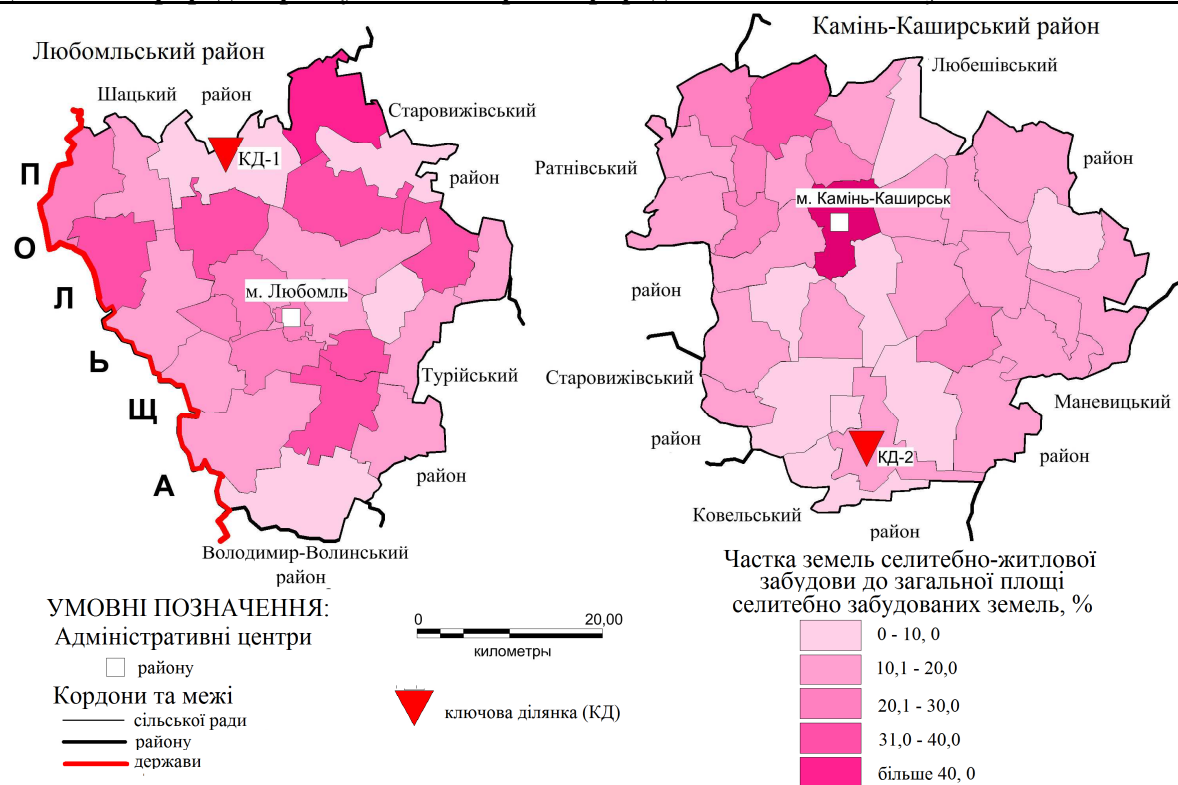 Любомльський район
Шацький район
Старовижівський
район
КД-1
П
О
Л
Ь
Щ
А
м. Любомль
Турійський
район
Володимир-Волинський
район
Камінь-Каширський район
Любешівський
район
Ратнівський
район
м. Камінь-Каширськ
Старовижівський
район
Маневицький
район
КД-2
Ковельський
район
УМОВНІ ПОЗНАЧЕННЯ:
Адміністративні центри
району
Кордони та межі
сільської ради
району
держави
0 20,00
километры
ключова ділянка (КД)
Частка земель селитебно-житлової
забудови до загальної площі
селитебно забудованих земель, %
0 - 10, 0
10,1 - 20,0
20,1 - 30,0
31,0 - 40,0
більше 40, 0